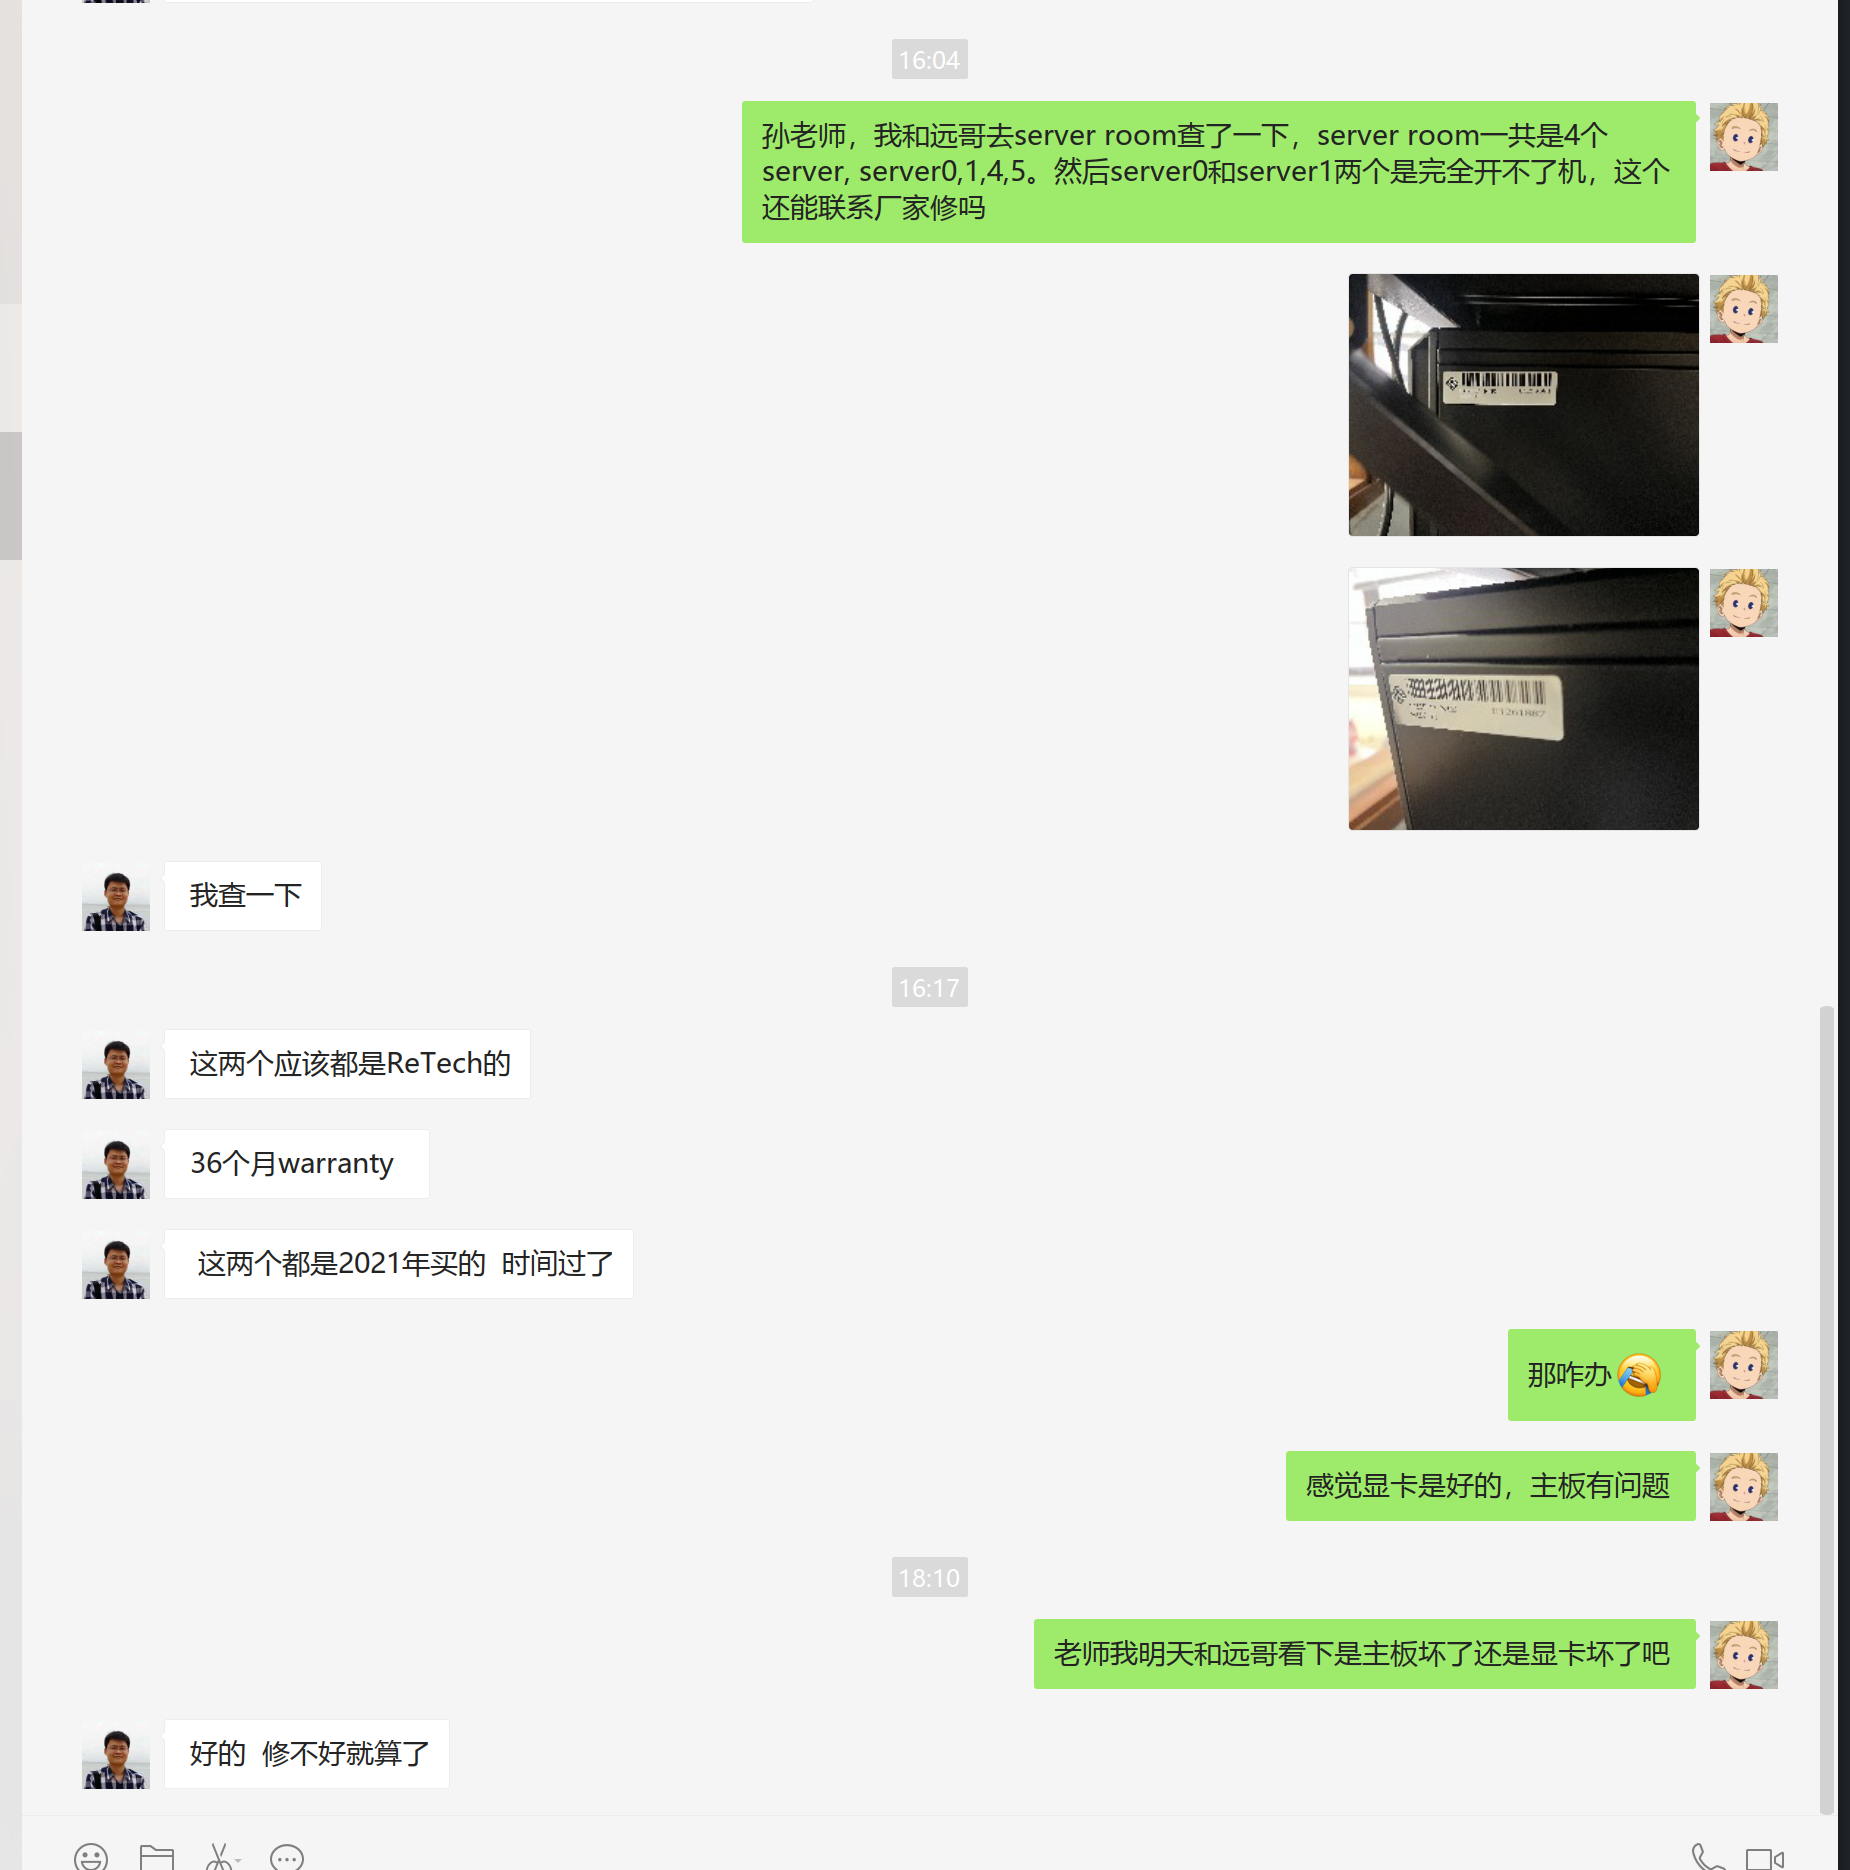 16:04
孙老师，我和远哥去server room查了一下，server room一共是4个
server, server0,1,4,5。然后server0和server1两个是完全开不了机，这个
还能联系厂家修吗
我查一下
16:17
这两个应该都是ReTech的
36个月warranty
这两个都是2021年买的 时间过了
那咋办
感觉显卡是好的，主板有问题
18:10
老师我明天和远哥看下是主板坏了还是显卡坏了吧
好的 修不好就算了